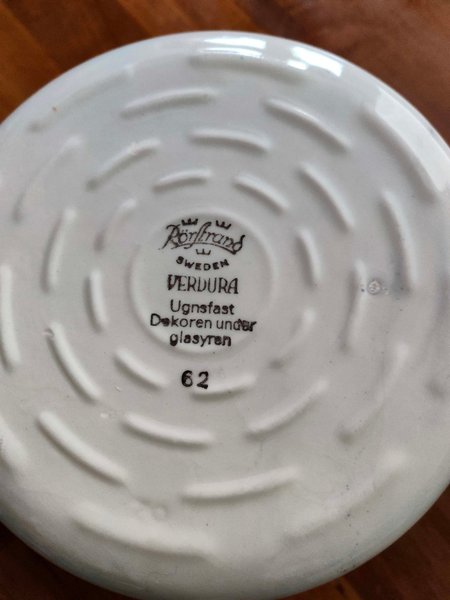 Rörstrand
SWEDEN
VERDURA
Ugnsfast
Dekoren under
glasyren
62